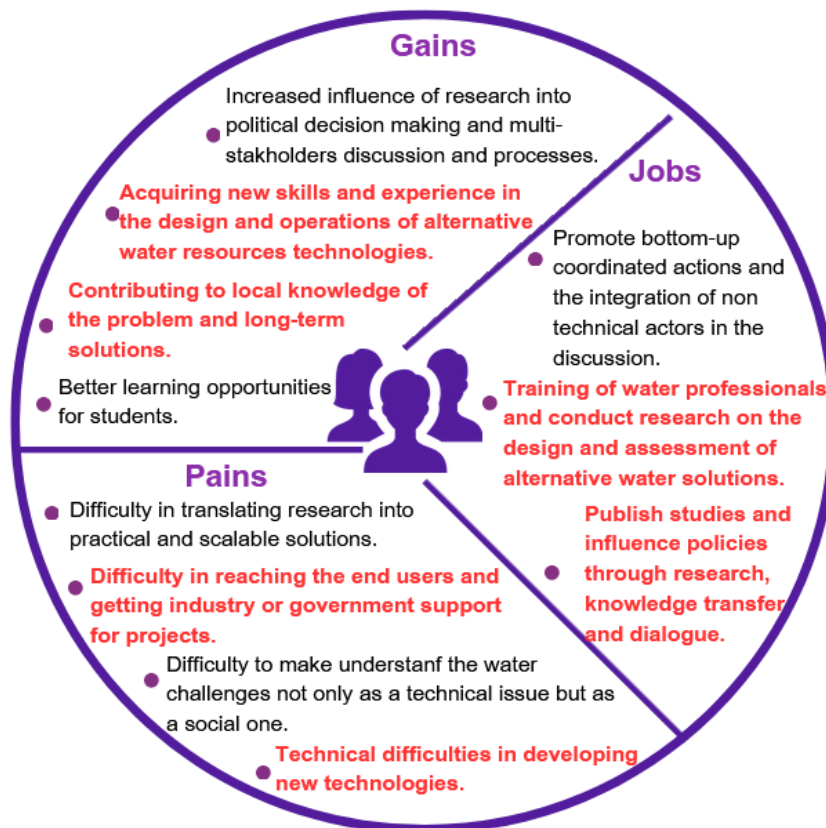 Gains
Increased influence of research into
political decision making and multi-
stakholders discussion and processes.
Acquiring new skills and experience in
the design and operations of alternative
water resources technologies.
Contributing to local knowledge of
the problem and long-term
solutions.
Better learning opportunities
for students.
Jobs
Promote bottom-up
coordinated actions and
the integration of non
technical actors in the
discussion.
Training of water professionals
and conduct research on the
design and assessment of
alternative water solutions.
Publish studies and
influence policies
through research,
knowledge transfer
and dialogue.
Pains
Difficulty in translating research into
practical and scalable solutions.
Difficulty in reaching the end users and
getting industry or government support
for projects.
Difficulty to make understanf the water
challenges not only as a technical issue but as
a social one.
Technical difficulties in developing
new technologies.